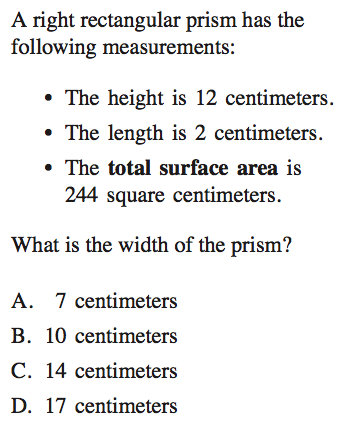 A right rectangular prism has the
following measurements:
• The height is 12 centimeters.
• The length is 2 centimeters.
• The total surface area is
244 square centimeters.
What is the width of the prism?
A. 7 centimeters
B. 10 centimeters
C. 14 centimeters
D. 17 centimeters